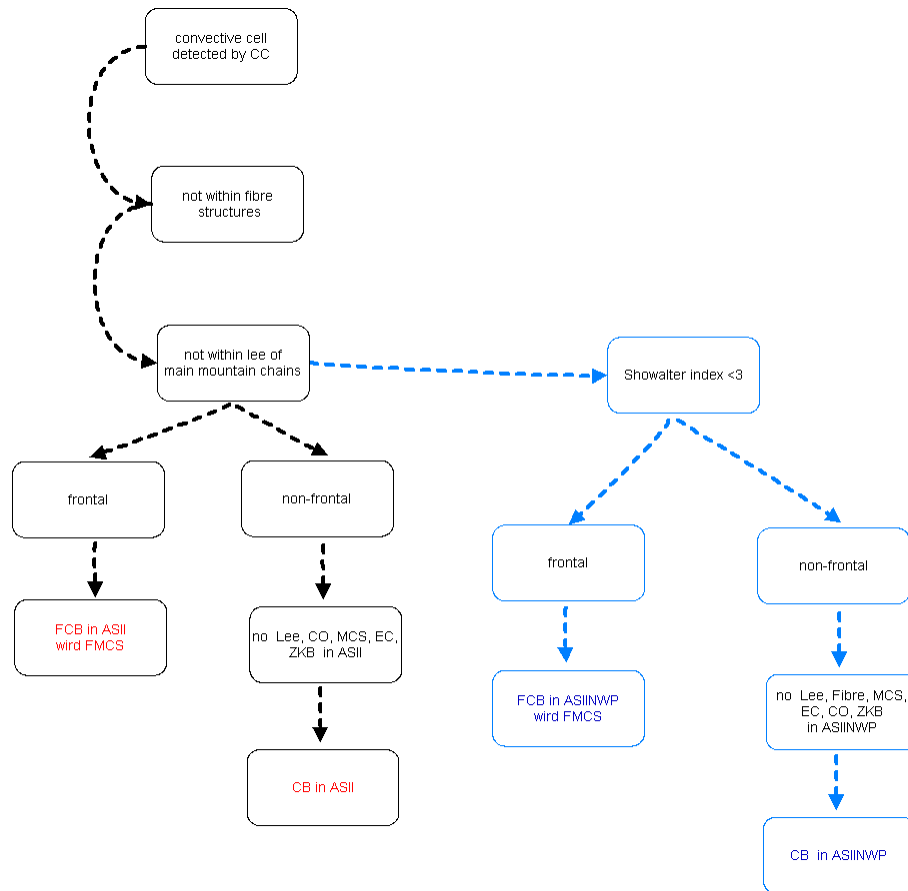 convective cell
detected by CC
not within fibre
structures
not within lee of
main mountain chains
Showalter index <3
frontal
non-frontal
frontal
non-frontal
FCB in ASII
wird FMCS
no Lee, CO, MCS, EC,
ZKB in ASII
FCB in ASIINWP
wird FMCS
no Lee, Fibre, MCS,
EC, CO, ZKB
in ASIINWP
CB in ASII
CB in ASIINWP